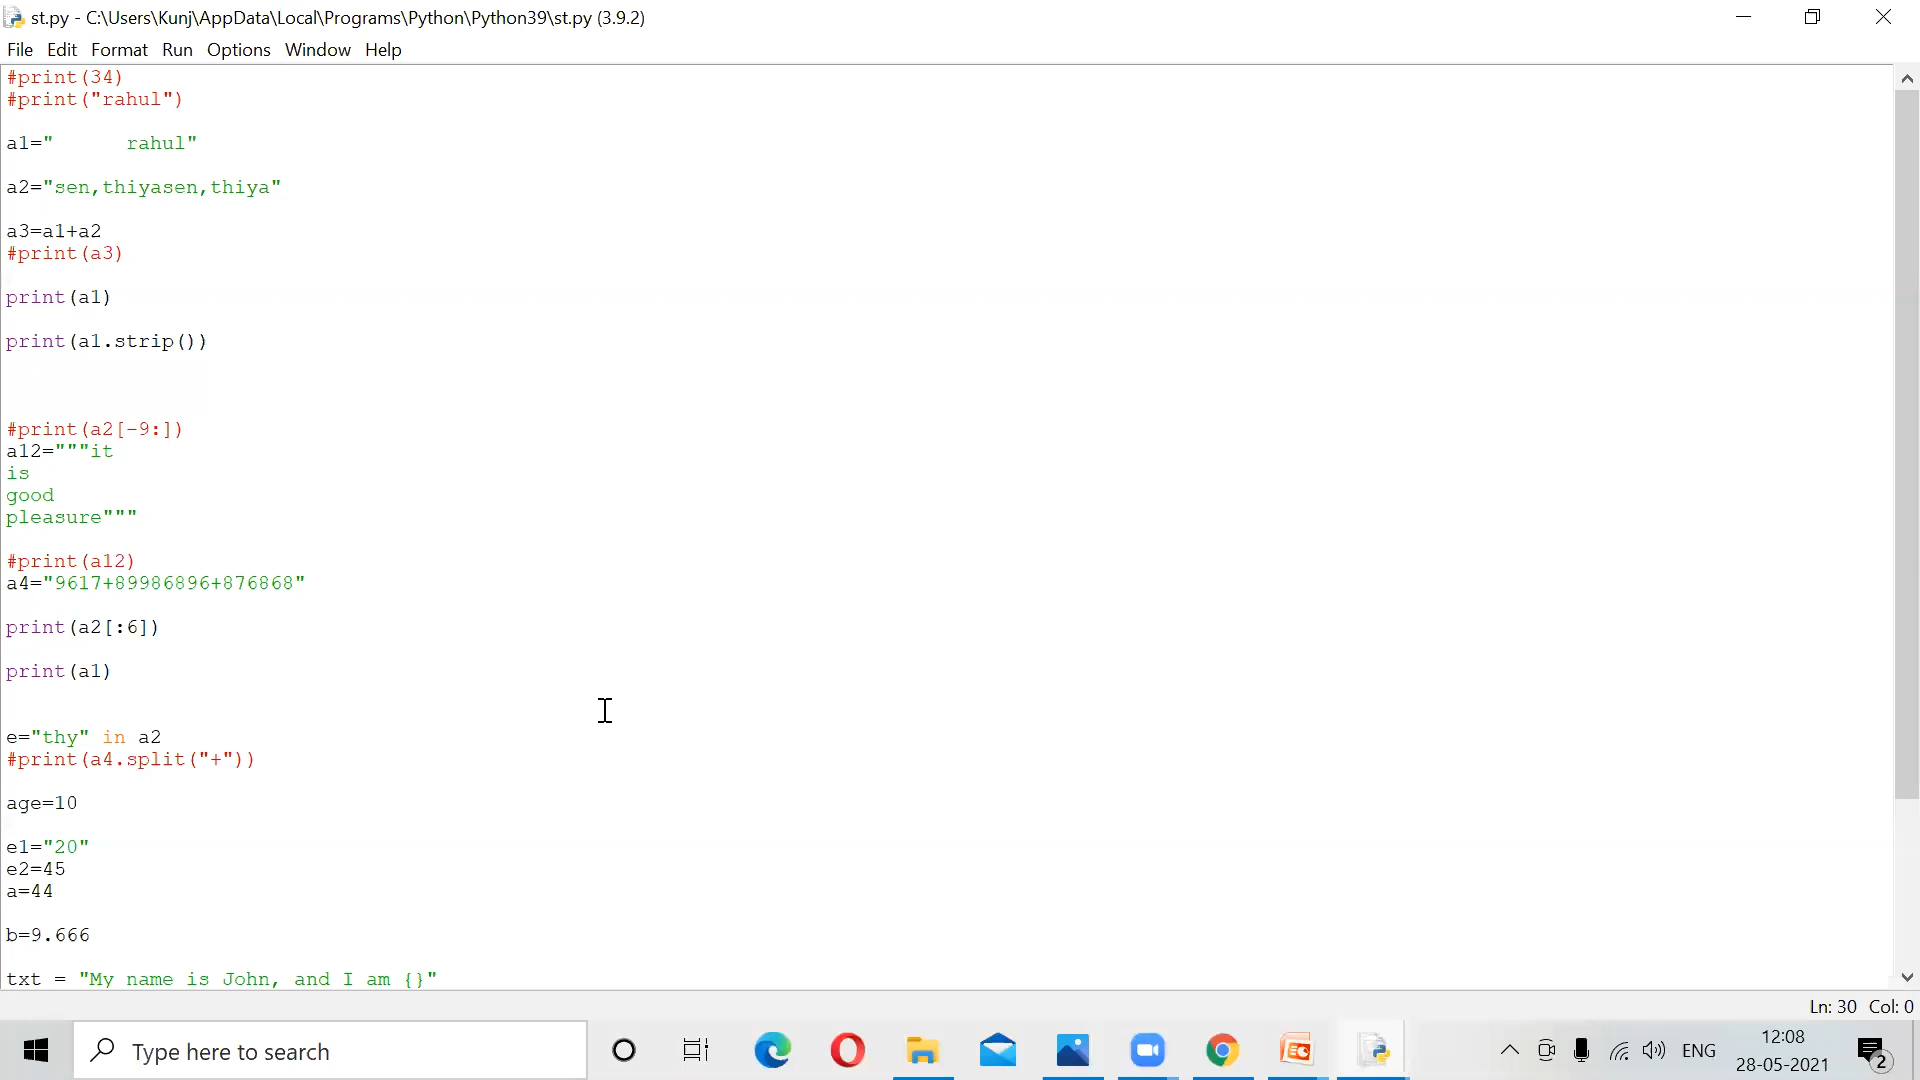 st.py - C:\Users\Kunj\AppData\Local\Programs\Python\Python39\st.py (3.9.2)
File Edit Format Run Options Window Help
#print(34)
#print("rahul")
a1="      rahul"
a2="sen,thiyasen,thiya"
a3=a1+a2
#print(a3)
print(a1)
print(a1.strip())
#print(a2[-9:])
a12="""it
is
good
pleasure"""
#print(a12)
a4="9617+89986896+876868"
print(a2[:6])
print(a1)
e="thy" in a2
#print(a4.split("+"))
age=10
e1="20"
e2=45
a=44
b=9.666
txt = "My name is John, and I am {}"
Ln: 30 Col: 0
Type here to search
ENG
12:08
28-05-2021
2